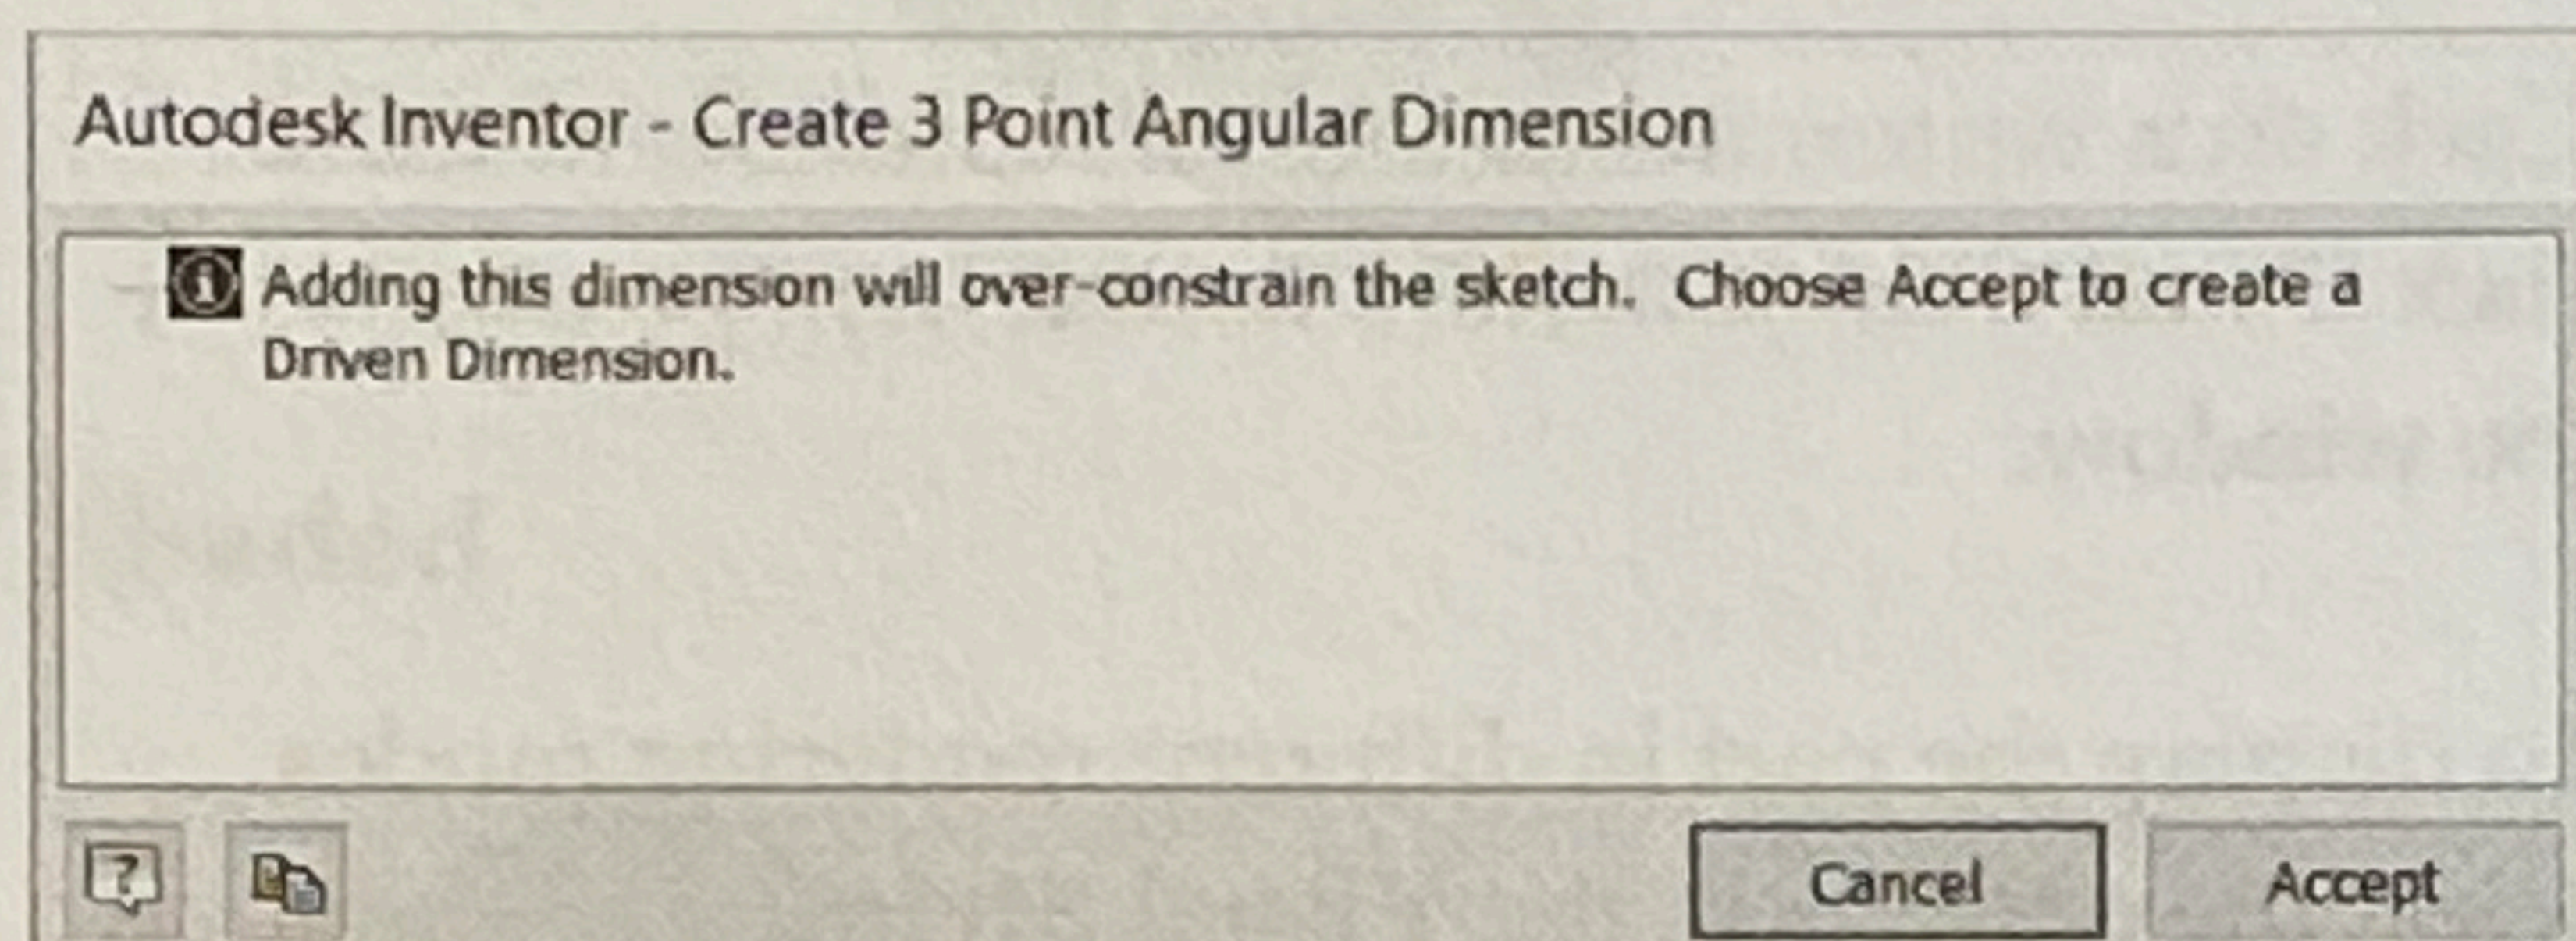 Autodesk Inventor - Create 3 Point Angular Dimension
Adding this dimension will over-constrain the sketch. Choose Accept to create a
Driven Dimension.
Cancel Accept